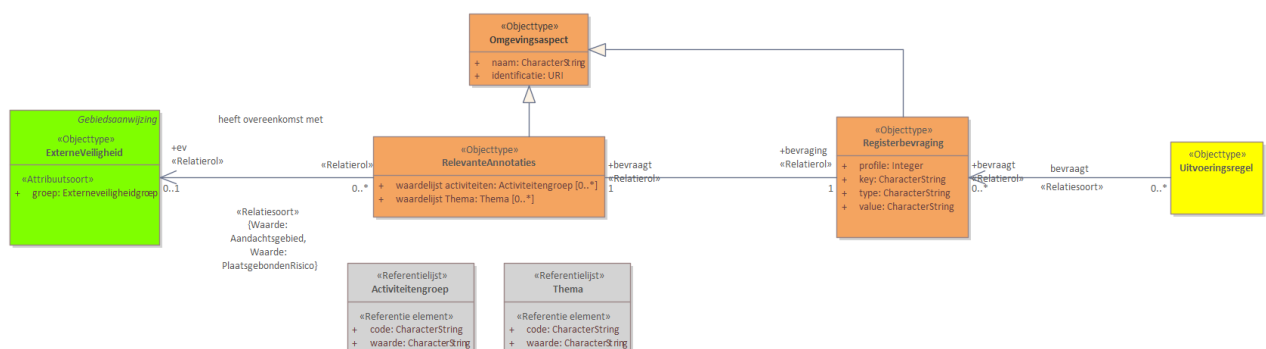 «Objecttype»
Omgevingsaspect
+ naam: CharacterString
+ identificatie: URI
Gebiedsaanwijzing
«Objecttype»
ExterneVeiligheid
«Attribuutsoort»
+ groep: Externeveiligheidgroep
heeft overeenkomst met
+ev
«Relatierol»
0..1
«Relatierol»
0..*
«Relatiesoort»
{Waarde:
Aandachtsgebied,
Waarde:
PlaatsgebondenRisico}
«Objecttype»
RelevanteAnnotaties
+ waardelijst activiteiten: Activiteitengroep [0..*]
+ waardelijst Thema: Thema [0..*]
+bevraagt
«Relatierol»
1
+bevraging
«Relatierol»
1
«Objecttype»
Registerbevraging
+ profile: Integer
+ key: CharacterString
+ type: CharacterString
+ value: CharacterString
+bevraagt
«Relatierol»
0..*
bevraagt
«Relatiesoort»
0..*
«Objecttype»
Uitvoeringsregel
«Referentielijst»
Activiteitengroep
«Referentie element»
+ code: CharacterString
+ waarde: CharacterString
«Referentielijst»
Thema
«Referentie element»
+ code: CharacterString
+ waarde: CharacterString